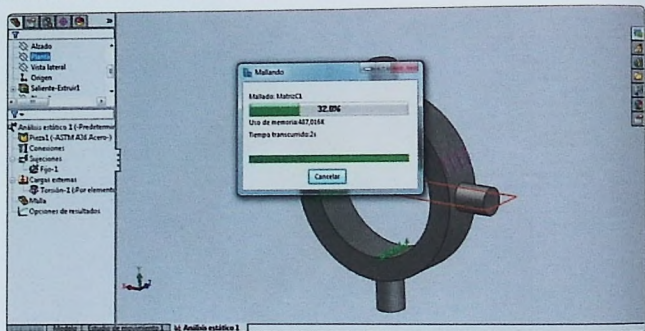 Alzado
Planta
Vista lateral
Origen
Saliente-Extruir1
Análisis estático 1 (-Predetermin
Pieza1 (-ASTM A36 Acero-)
Conexiones
Sujeciones
Fijo-1
Cargas externas
Torsión-1 (:Por elemento
Malla
Opciones de resultados
Mallando
Mallado: MatrizC1
32.0%
Uso de memoria:487,016K
Tiempo transcurrido:2s
Cancelar
Modelo
Estudio de movimiento 1
Análisis estático 1